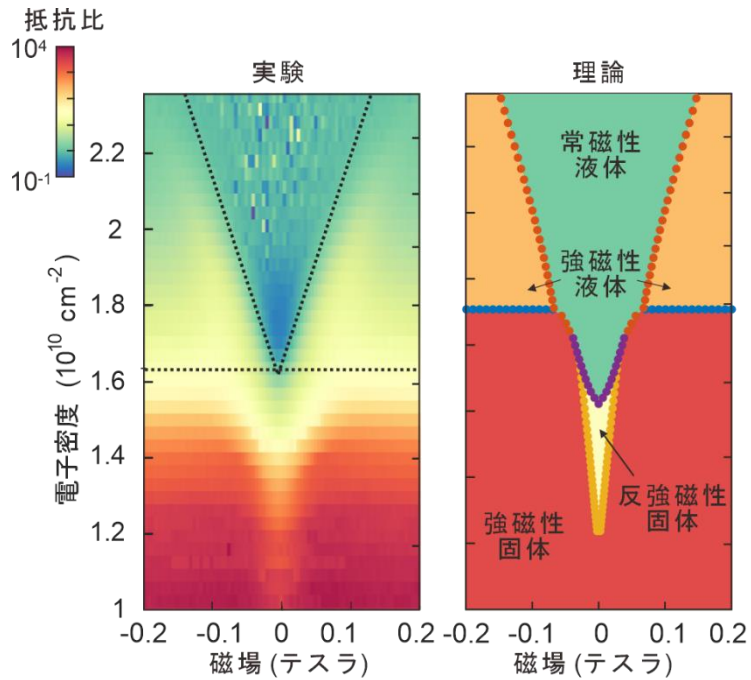 抵抗比
10⁴
10⁻¹
実験
理論
電子密度 (10¹⁰ cm⁻²)
2.2
2
1.8
1.6
1.4
1.2
1
-0.2 -0.1 0 0.1 0.2
磁場 (テスラ)
常磁性
液体
強磁性
液体
反強磁性
固体
強磁性
固体
-0.2 -0.1 0 0.1 0.2
磁場 (テスラ)